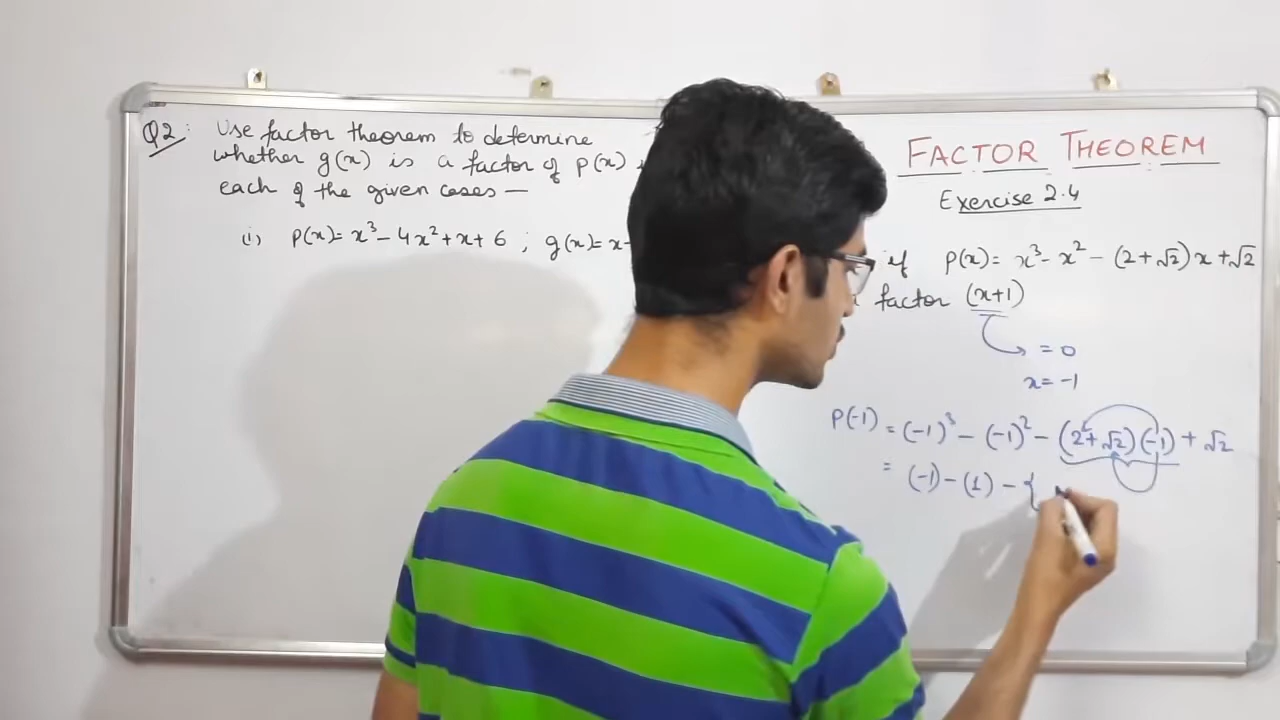 Q2: Use factor theorem to determine
whether g(x) is a factor of p(x)
each of the given cases —
(i) p(x) = x³ - 4x² + x + 6 ; g(x) = x-
FACTOR THEOREM
Exercise 2.4
if p(x) = x³ - x² - (2+√2)x + √2
factor (x+1)
= 0
x = -1
P(-1) = (-1)³ - (-1)² - (2+√2)(-1) + √2
= (-1) - (1) - {